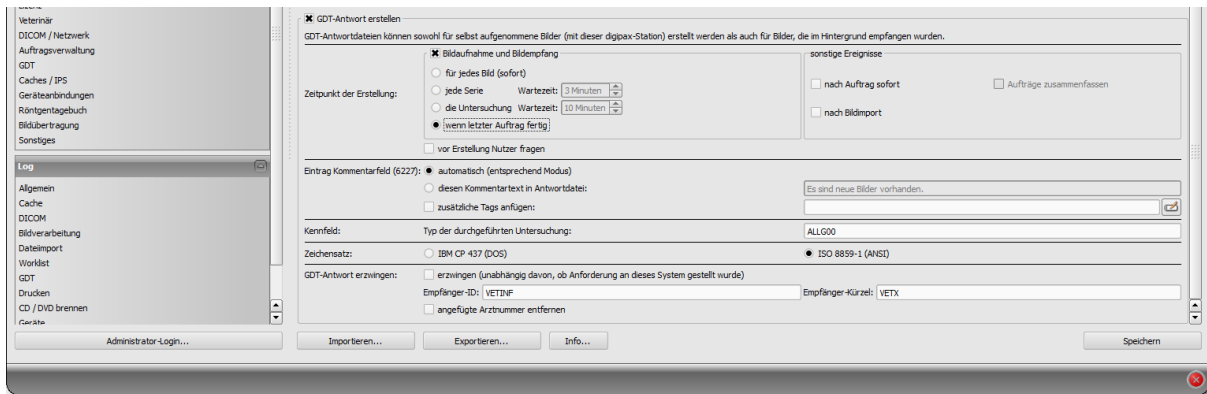 Veterinär
DICOM / Netzwerk
Auftragsverwaltung
GDT
Caches / IPS
Geräteanbindungen
Röntgentagebuch
Bildübertragung
Sonstiges
Log
Allgemein
Cache
DICOM
Bildverarbeitung
Dateiimport
Worklist
GDT
Drucken
CD / DVD brennen
Geräte
Administrator-Login...
GDT-Antwort erstellen
GDT-Antwortdateien können sowohl für selbst aufgenommene Bilder (mit dieser digipax-Station) erstellt werden als auch für Bilder, die im Hintergrund empfangen wurden.
Zeitpunkt der Erstellung:
Bildaufnahme und Bildempfang
für jedes Bild (sofort)
jede Serie Wartezeit: 3 Minuten
die Untersuchung Wartezeit: 10 Minuten
wenn letzter Auftrag fertig
sonstige Ereignisse
nach Auftrag sofort Aufträge zusammenfassen
nach Bildimport
vor Erstellung Nutzer fragen
Eintrag Kommentarfeld (6227): automatisch (entsprechend Modus)
diesen Kommentartext in Antwortdatei: Es sind neue Bilder vorhanden.
zusätzliche Tags anfügen:
Kennfeld: Typ der durchgeführten Untersuchung: ALLG00
Zeichensatz: IBM CP 437 (DOS) ISO 8859-1 (ANSI)
GDT-Antwort erzwingen: erzwingen (unabhängig davon, ob Anforderung an dieses System gestellt wurde)
Empfänger-ID: VETINF Empfänger-Kürzel: VETX
angefügte Arztnummer entfernen
Importieren... Exportieren... Info... Speichern